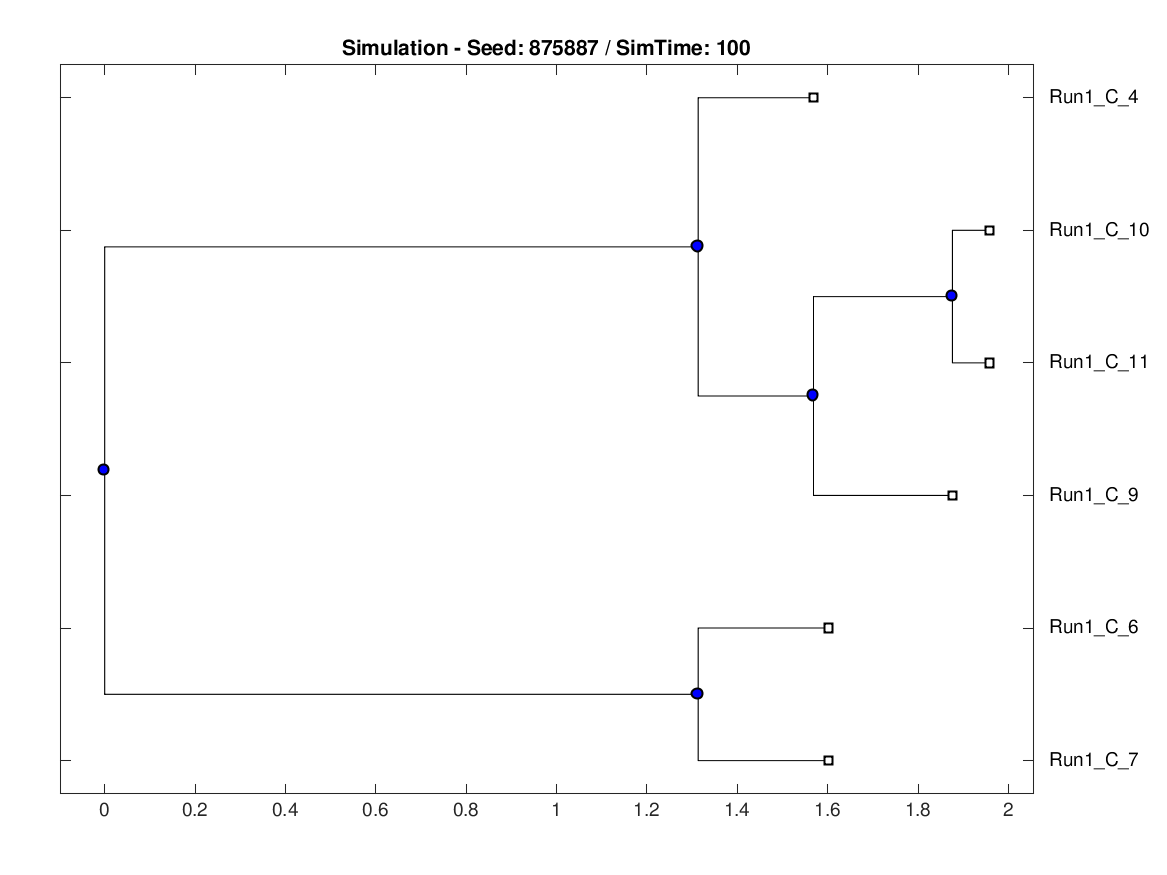 Simulation - Seed: 875887 / SimTime: 100
Run1_C_4
Run1_C_10
Run1_C_11
Run1_C_9
Run1_C_6
Run1_C_7
0 0.2 0.4 0.6 0.8 1 1.2 1.4 1.6 1.8 2